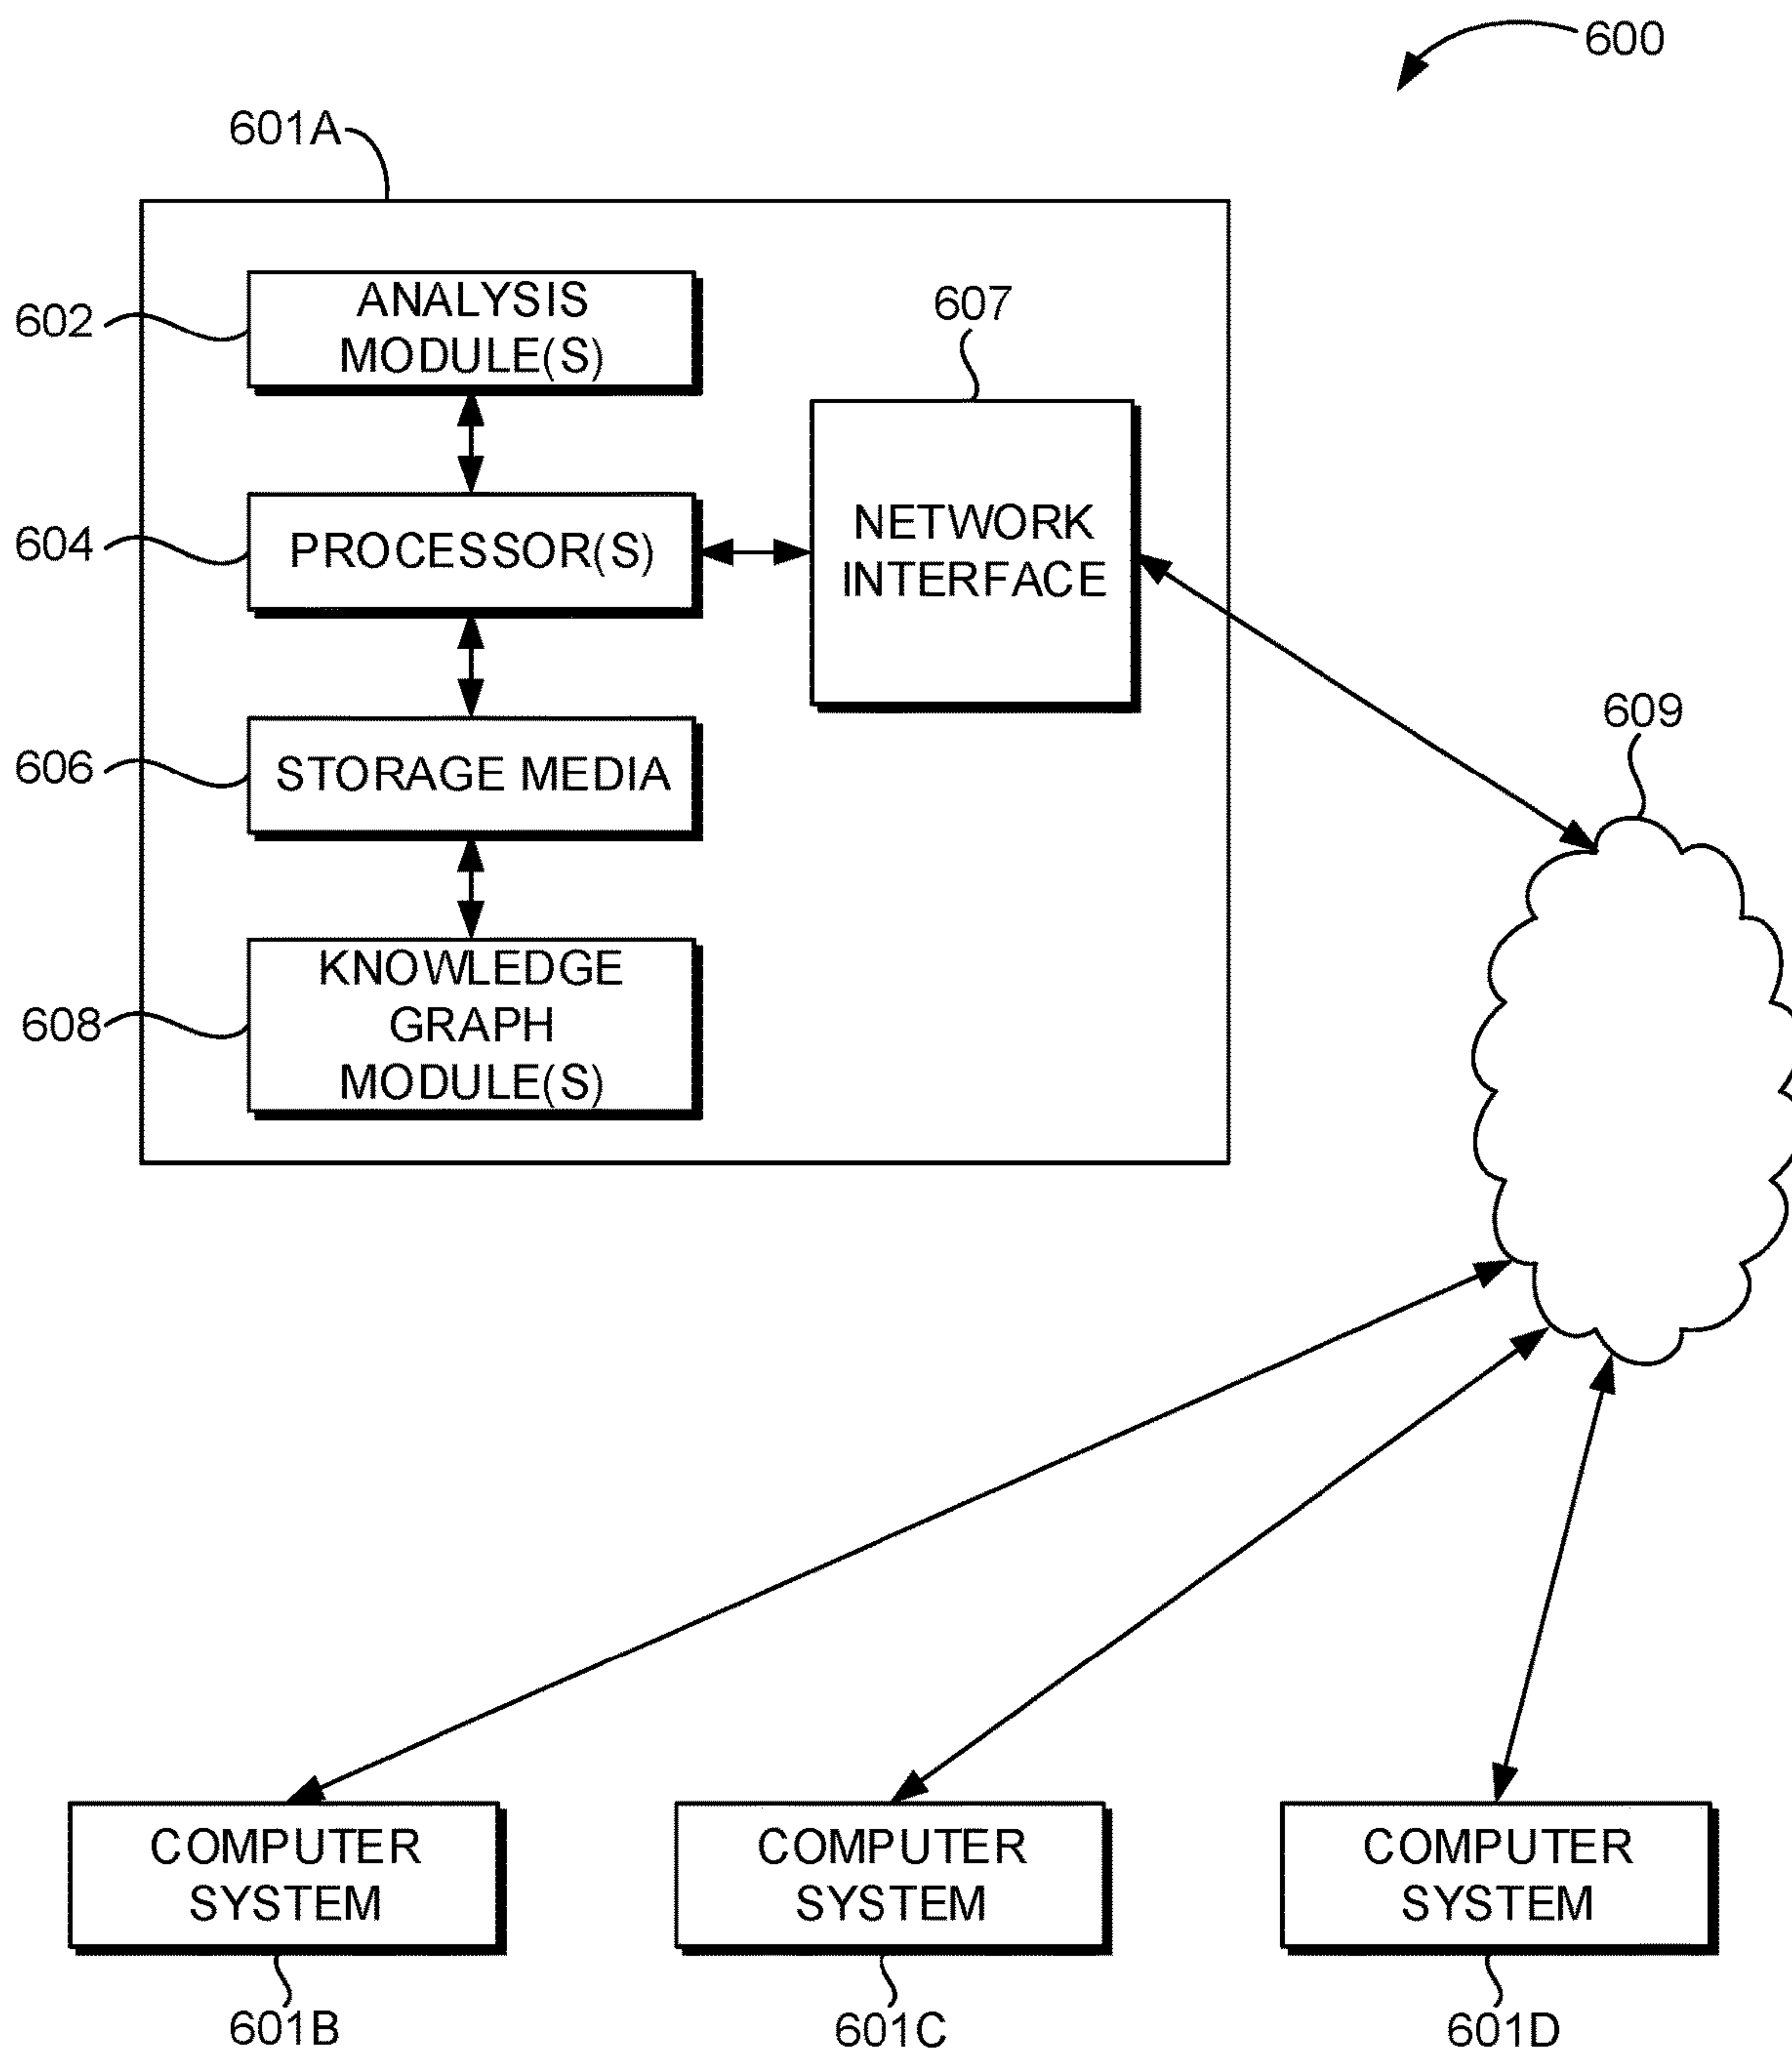 600
601A
602
ANALYSIS
MODULE(S)
607
604
PROCESSOR(S)
NETWORK
INTERFACE
606
STORAGE MEDIA
609
608
KNOWLEDGE
GRAPH
MODULE(S)
COMPUTER
SYSTEM
COMPUTER
SYSTEM
COMPUTER
SYSTEM
601B
601C
601D